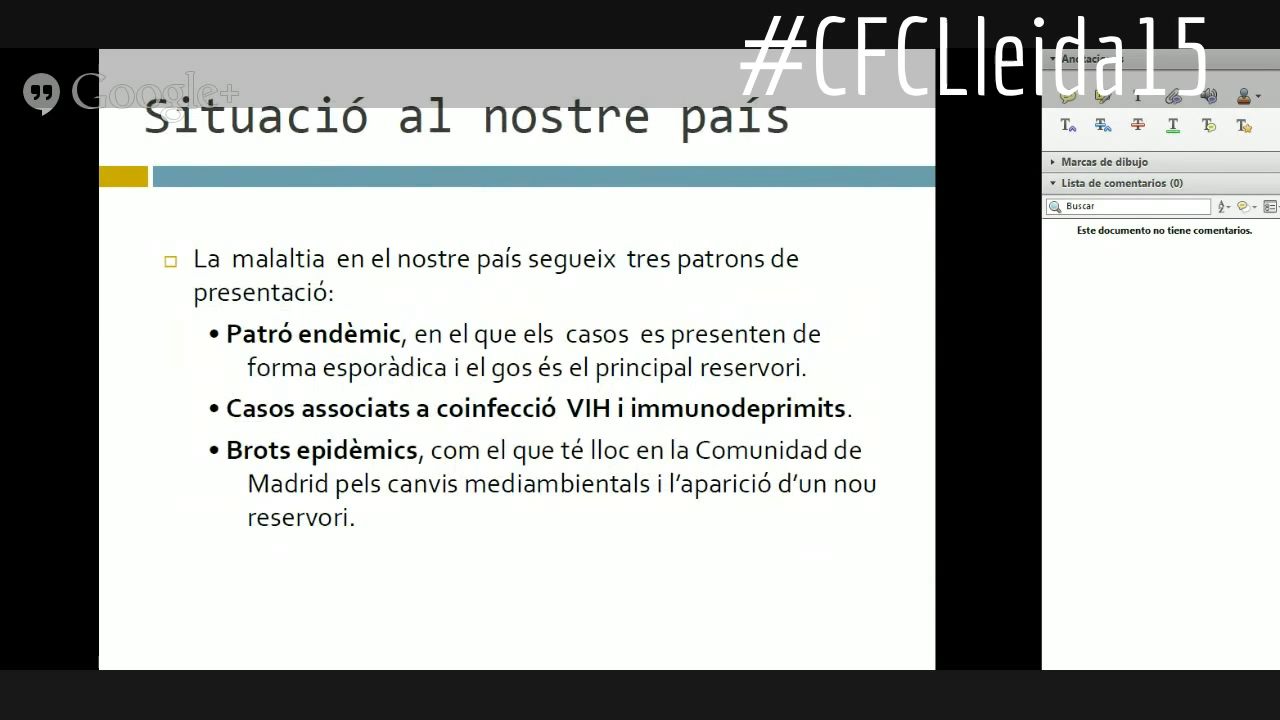 #CFCLleida15
Google+
Situació al nostre país
La malaltia en el nostre país segueix tres patrons de
presentació:
• Patró endèmic, en el que els casos es presenten de
forma esporàdica i el gos és el principal reservori.
• Casos associats a coinfecció VIH i immunodeprimits.
• Brots epidèmics, com el que té lloc en la Comunidad de
Madrid pels canvis mediambientals i l'aparició d'un nou
reservori.
Anotaciones
Marcas de dibujo
Lista de comentarios (0)
Buscar
Este documento no tiene comentarios.